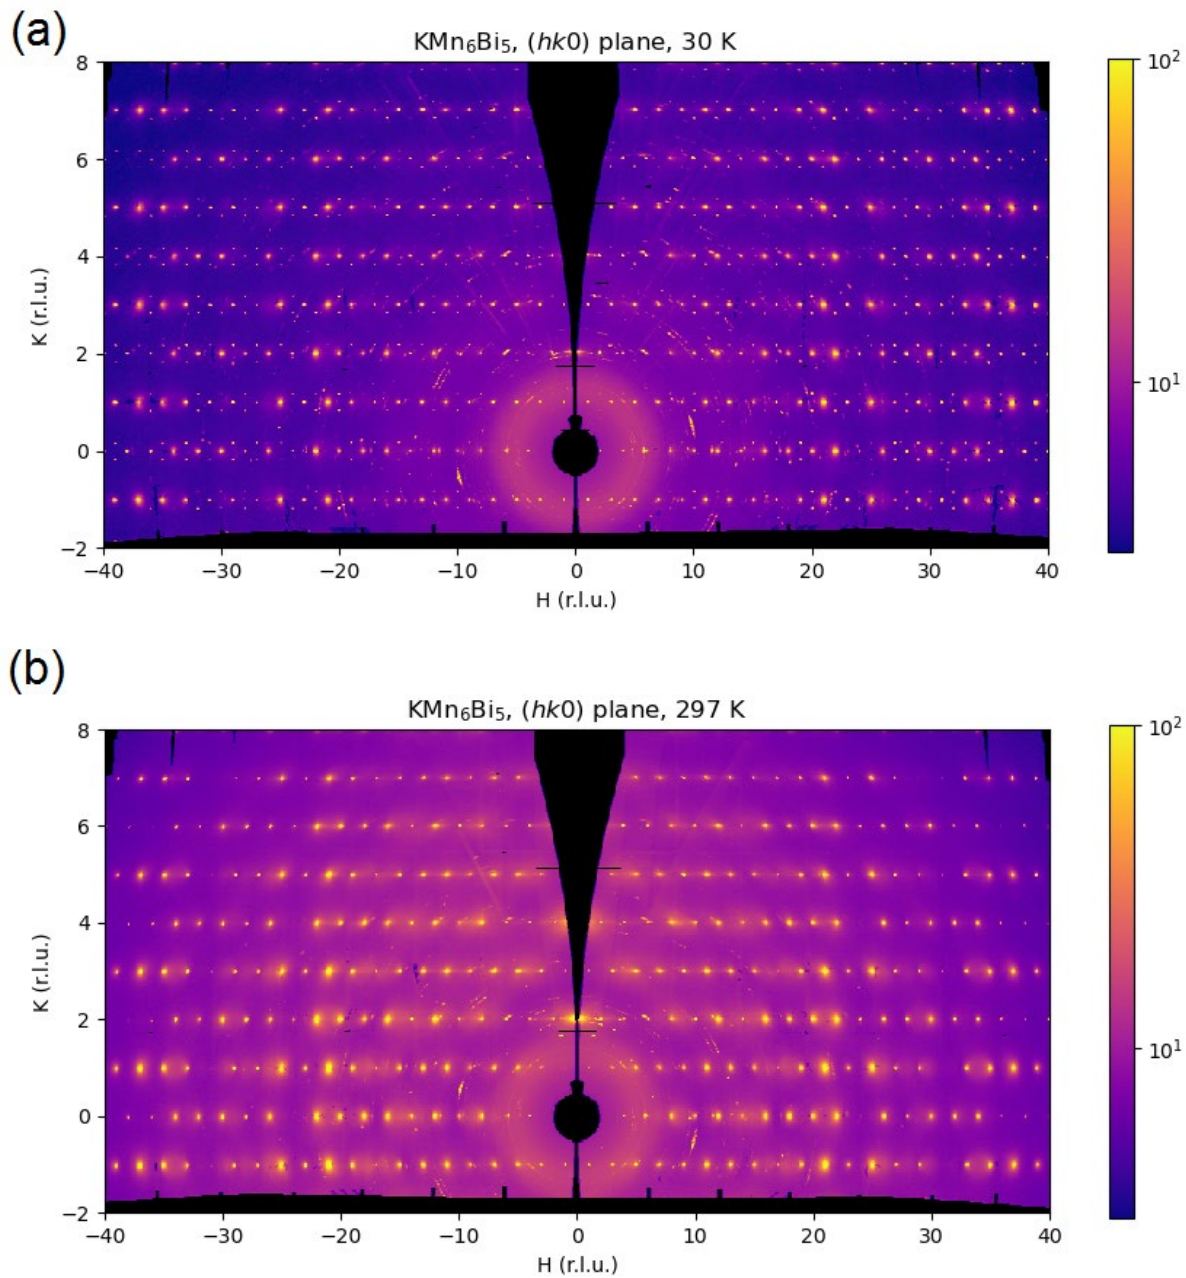 (a)
KMn₆Bi₅, (hk0) plane, 30 K
8
6
4
2
0
−2
K (r.l.u.)
−40 −30 −20 −10 0 10 20 30 40
H (r.l.u.)
10²
10¹
(b)
KMn₆Bi₅, (hk0) plane, 297 K
8
6
4
2
0
−2
K (r.l.u.)
−40 −30 −20 −10 0 10 20 30 40
H (r.l.u.)
10²
10¹